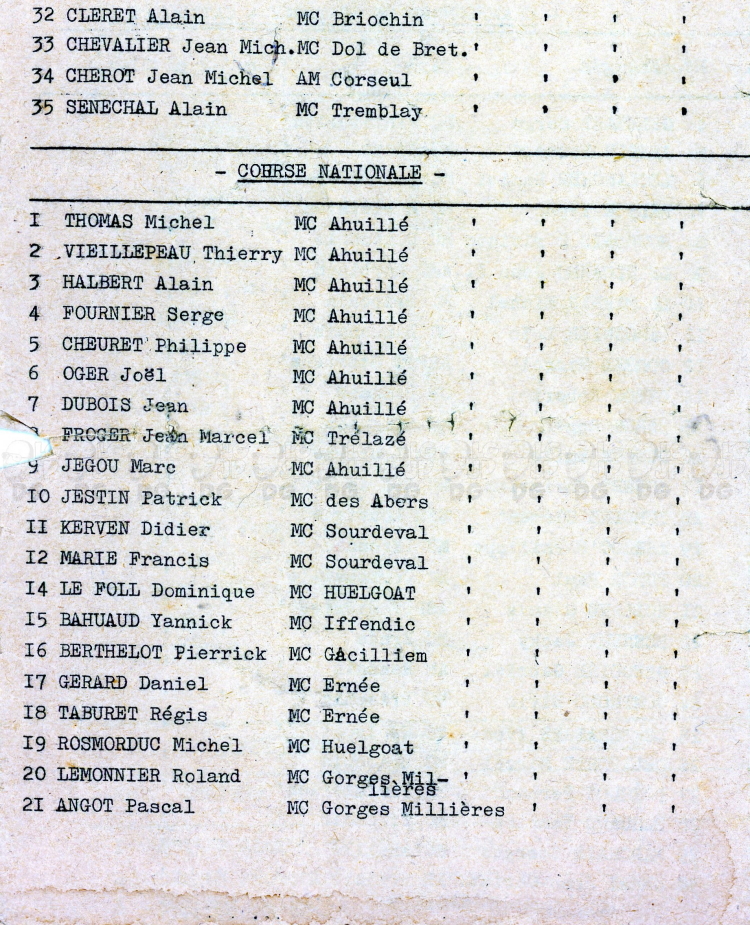 32 CLERET Alain MC Briochin ' ' ' '
33 CHEVALIER Jean Mich. MC Dol de Bret. ' ' ' '
34 CHEROT Jean Michel AM Corseul ' ' ' '
35 SENECHAL Alain MC Tremblay ' ' ' '
- COURSE NATIONALE -
I THOMAS Michel MC Ahuillé ' ' ' '
2 VIEILLEPEAU Thierry MC Ahuillé ' ' ' '
3 HALBERT Alain MC Ahuillé ' ' ' '
4 FOURNIER Serge MC Ahuillé ' ' ' '
5 CHEURET Philippe MC Ahuillé ' ' ' '
6 OGER Joël MC Ahuillé ' ' ' '
7 DUBOIS Jean MC Ahuillé ' ' ' '
FROGER Jean Marcel MC Trélazé ' ' ' '
9 JEGOU Marc MC Ahuillé ' ' ' '
IO JESTIN Patrick MC des Abers ' ' ' '
II KERVEN Didier MC Sourdeval ' ' ' '
I2 MARIE Francis MC Sourdeval ' ' ' '
I4 LE FOLL Dominique MC HUELGOAT ' ' ' '
I5 BAHUAUD Yannick MC Iffendic ' ' ' '
I6 BERTHELOT Pierrick MC GAcilliem ' ' ' '
I7 GERARD Daniel MC Ernée ' ' ' '
I8 TABURET Régis MC Ernée ' ' ' '
I9 ROSMORDUC Michel MC Huelgoat ' ' ' '
20 LEMONNIER Roland MC Gorges Mil- ' ' ' '
lières
2I ANGOT Pascal MC Gorges Millières ' ' '